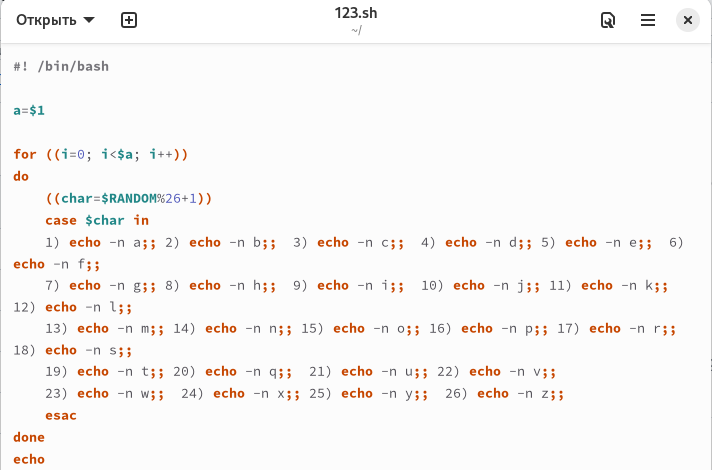 Открыть
123.sh
~/
#! /bin/bash
a=$1
for ((i=0; i<$a; i++))
do
    ((char=$RANDOM%26+1))
    case $char in
    1) echo -n a;; 2) echo -n b;;  3) echo -n c;;  4) echo -n d;; 5) echo -n e;;  6)
echo -n f;;
    7) echo -n g;; 8) echo -n h;;  9) echo -n i;;  10) echo -n j;; 11) echo -n k;;
12) echo -n l;;
    13) echo -n m;; 14) echo -n n;; 15) echo -n o;; 16) echo -n p;; 17) echo -n r;;
18) echo -n s;;
    19) echo -n t;; 20) echo -n q;;  21) echo -n u;; 22) echo -n v;;
    23) echo -n w;;  24) echo -n x;; 25) echo -n y;;  26) echo -n z;;
    esac
done
echo